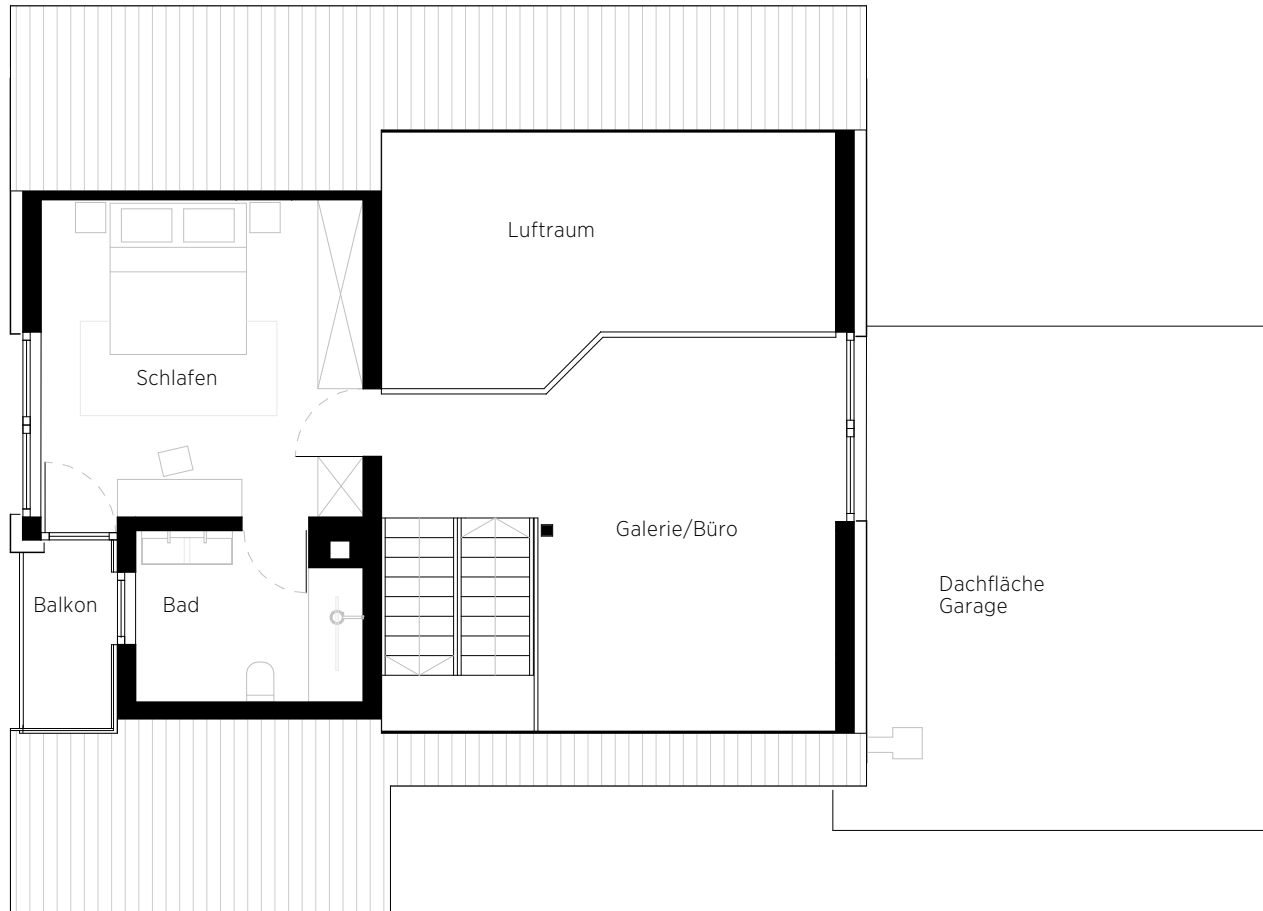 Luftraum
Schlafen
Galerie/Büro
Balkon
Bad
Dachfläche
Garage